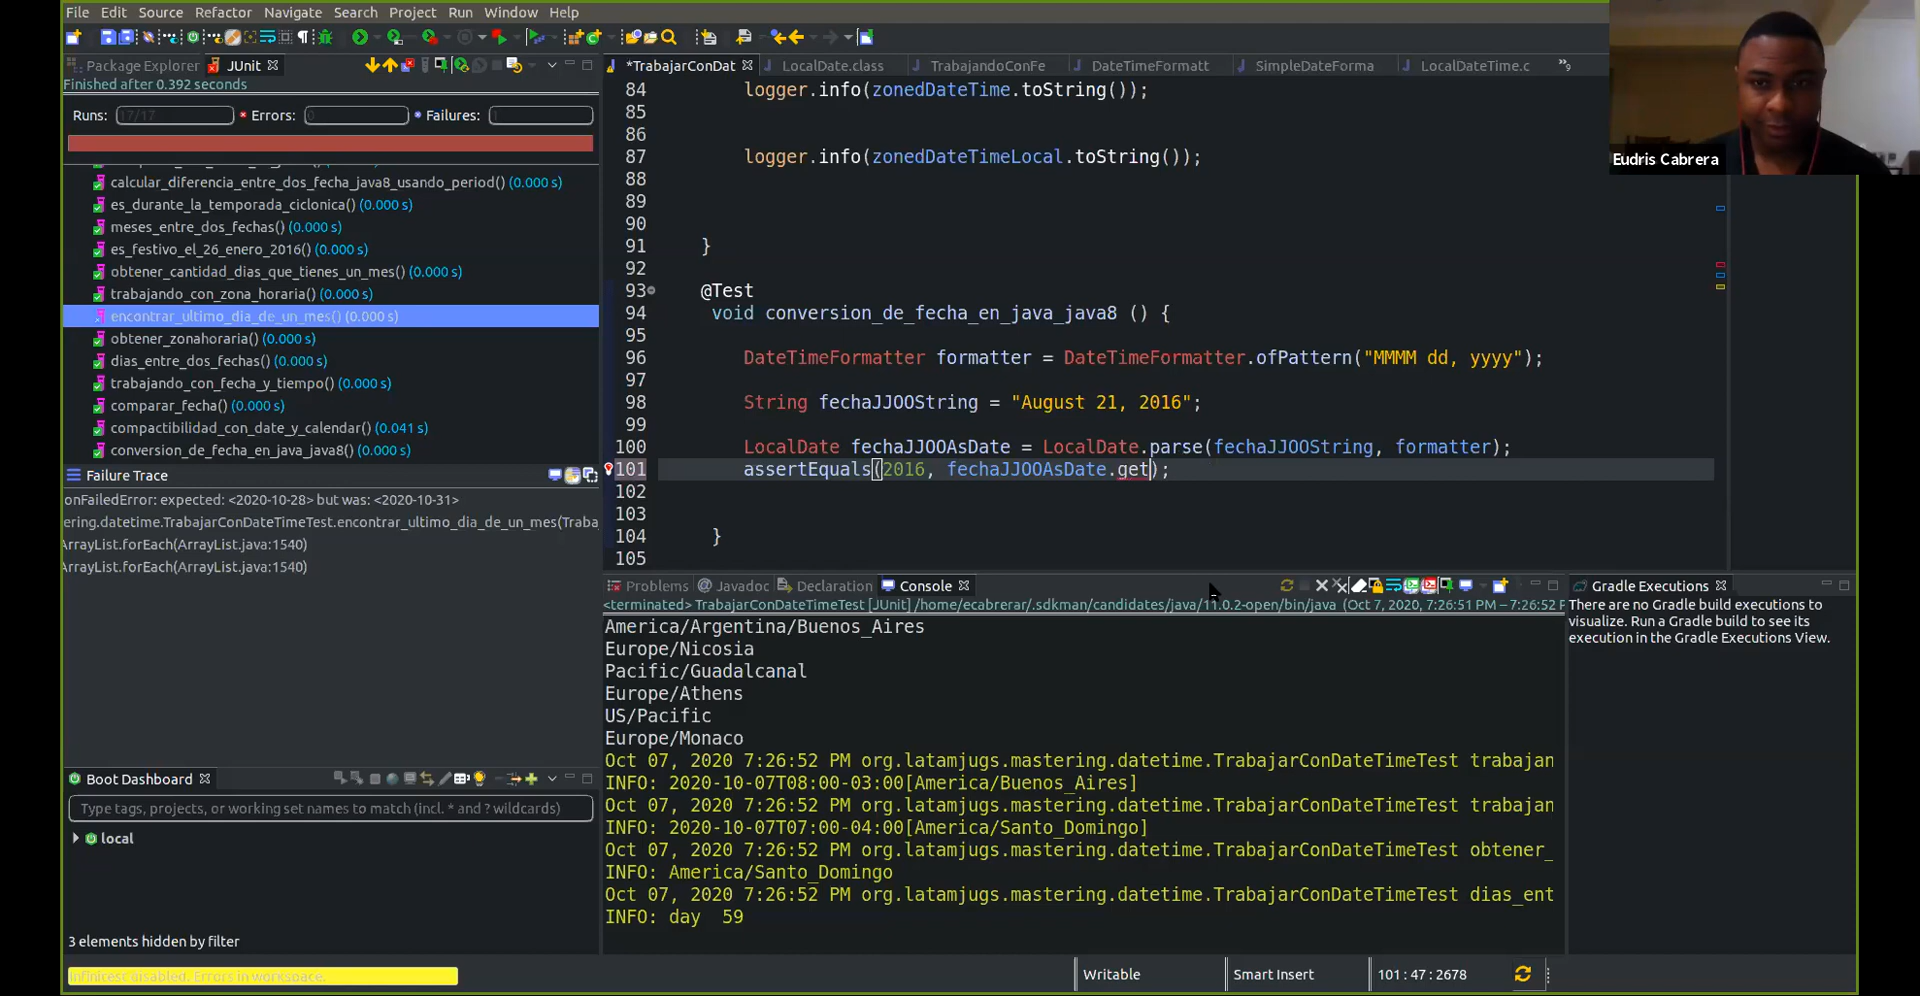 File Edit Source Refactor Navigate Search Project Run Window Help
Package Explorer JUnit
Finished after 0.392 seconds
Runs: 17/17 Errors: 0 Failures: 1
calcular_diferencia_entre_dos_fecha_java8_usando_period() (0.000 s)
es_durante_la_temporada_ciclonica() (0.000 s)
meses_entre_dos_fechas() (0.000 s)
es_festivo_el_26_enero_2016() (0.000 s)
obtener_cantidad_dias_que_tienes_un_mes() (0.000 s)
trabajando_con_zona_horaria() (0.000 s)
encontrar_ultimo_dia_de_un_mes() (0.000 s)
obtener_zonahoraria() (0.000 s)
dias_entre_dos_fechas() (0.000 s)
trabajando_con_fecha_y_tiempo() (0.000 s)
comparar_fecha() (0.000 s)
compactibilidad_con_date_y_calendar() (0.041 s)
conversion_de_fecha_en_java_java8() (0.000 s)
Failure Trace
onFailedError: expected: <2020-10-28> but was: <2020-10-31>
ering.datetime.TrabajarConDateTimeTest.encontrar_ultimo_dia_de_un_mes(Traba
ArrayList.forEach(ArrayList.java:1540)
ArrayList.forEach(ArrayList.java:1540)
Boot Dashboard
Type tags, projects, or working set names to match (incl. * and ? wildcards)
local
3 elements hidden by filter
*TrabajarConDat LocalDate.class TrabajandoConFe DateTimeFormatt SimpleDateForma LocalDateTime.c »9
84 logger.info(zonedDateTime.toString());
85
86
87 logger.info(zonedDateTimeLocal.toString());
88
89
90
91 }
92
93 @Test
94 void conversion_de_fecha_en_java_java8 () {
95
96 DateTimeFormatter formatter = DateTimeFormatter.ofPattern("MMMM dd, yyyy");
97
98 String fechaJJOOString = "August 21, 2016";
99
100 LocalDate fechaJJOOAsDate = LocalDate.parse(fechaJJOOString, formatter);
101 assertEquals(2016, fechaJJOOAsDate.get);
102
103
104 }
105
Eudris Cabrera
Problems Javadoc Declaration Console
<terminated> TrabajarConDateTimeTest [JUnit] /home/ecabrerar/.sdkman/candidates/java/11.0.2-open/bin/java (Oct 7, 2020, 7:26:51 PM – 7:26:52 P
America/Argentina/Buenos_Aires
Europe/Nicosia
Pacific/Guadalcanal
Europe/Athens
US/Pacific
Europe/Monaco
Oct 07, 2020 7:26:52 PM org.latamjugs.mastering.datetime.TrabajarConDateTimeTest trabajan
INFO: 2020-10-07T08:00-03:00[America/Buenos_Aires]
Oct 07, 2020 7:26:52 PM org.latamjugs.mastering.datetime.TrabajarConDateTimeTest trabajan
INFO: 2020-10-07T07:00-04:00[America/Santo_Domingo]
Oct 07, 2020 7:26:52 PM org.latamjugs.mastering.datetime.TrabajarConDateTimeTest obtener_
INFO: America/Santo_Domingo
Oct 07, 2020 7:26:52 PM org.latamjugs.mastering.datetime.TrabajarConDateTimeTest dias_ent
INFO: day 59
Gradle Executions
There are no Gradle build executions to
visualize. Run a Gradle build to see its
execution in the Gradle Executions View.
Infinitest disabled. Errors in workspace.
Writable Smart Insert 101 : 47 : 2678